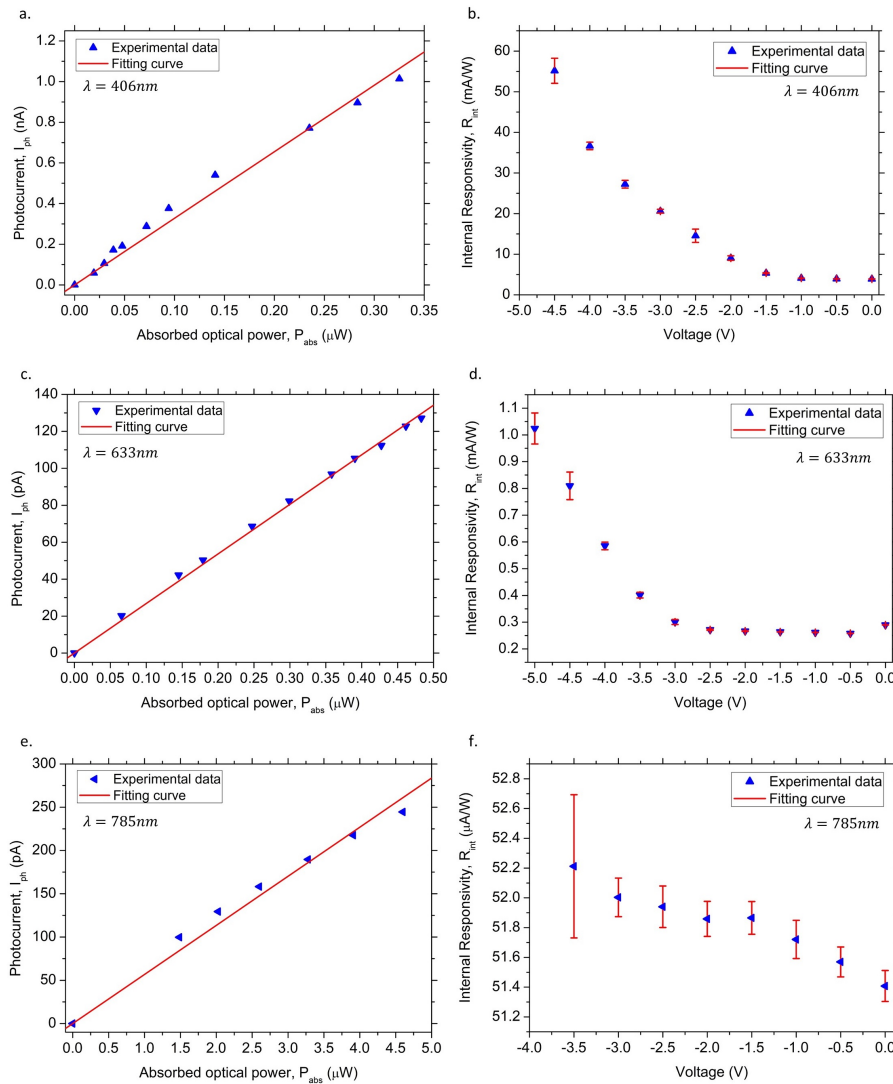 a.
Experimental data
Fitting curve
λ = 406nm
Photocurrent, I_ph (nA)
1.2
1.0
0.8
0.6
0.4
0.2
0.0
0.00 0.05 0.10 0.15 0.20 0.25 0.30 0.35
Absorbed optical power, P_abs (μW)
b.
Experimental data
Fitting curve
λ = 406nm
Internal Responsivity, R_int (mA/W)
60
50
40
30
20
10
0
-5.0 -4.5 -4.0 -3.5 -3.0 -2.5 -2.0 -1.5 -1.0 -0.5 0.0
Voltage (V)
c.
Experimental data
Fitting curve
λ = 633nm
Photocurrent, I_ph (pA)
140
120
100
80
60
40
20
0
0.00 0.05 0.10 0.15 0.20 0.25 0.30 0.35 0.40 0.45 0.50
Absorbed optical power, P_abs (μW)
d.
Experimental data
Fitting curve
λ = 633nm
Internal Responsivity, R_int (mA/W)
1.1
1.0
0.9
0.8
0.7
0.6
0.5
0.4
0.3
0.2
-5.0 -4.5 -4.0 -3.5 -3.0 -2.5 -2.0 -1.5 -1.0 -0.5 0.0
Voltage (V)
e.
Experimental data
Fitting curve
λ = 785nm
Photocurrent, I_ph (pA)
300
250
200
150
100
50
0
0.0 0.5 1.0 1.5 2.0 2.5 3.0 3.5 4.0 4.5 5.0
Absorbed optical power, P_abs (μW)
f.
Experimental data
Fitting curve
λ = 785nm
Internal Responsivity, R_int (μA/W)
52.8
52.6
52.4
52.2
52.0
51.8
51.6
51.4
51.2
-4.0 -3.5 -3.0 -2.5 -2.0 -1.5 -1.0 -0.5 0.0
Voltage (V)